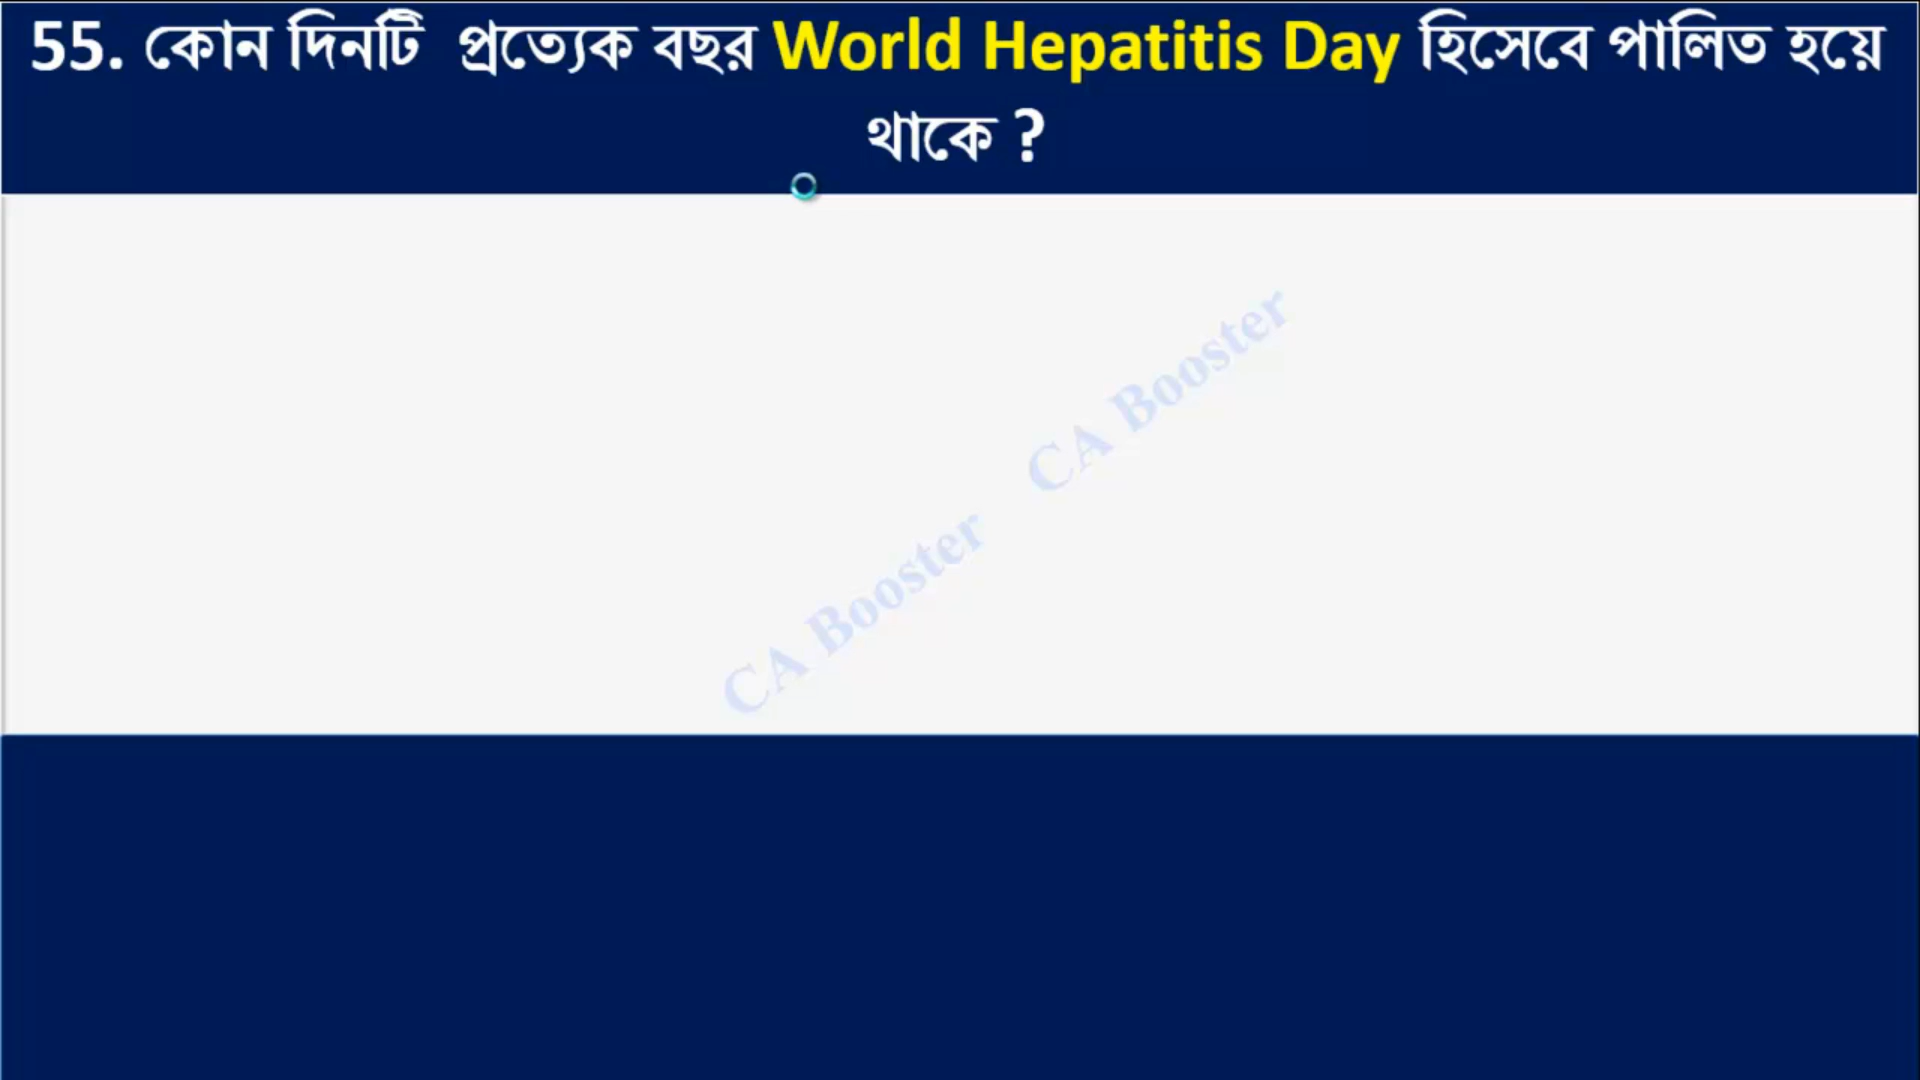 55. কোন দিনটি প্রত্যেক বছর World Hepatitis Day হিসেবে পালিত হয়ে
থাকে ?
CA Booster
CA Booster